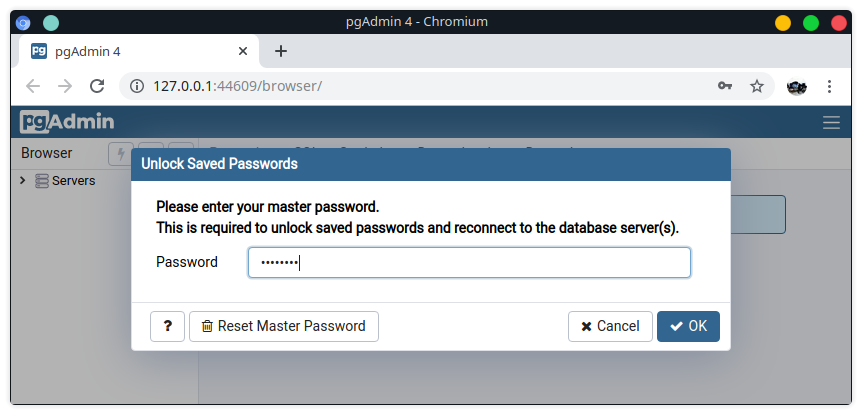 pgAdmin 4 - Chromium
pgAdmin 4
127.0.0.1:44609/browser/
pgAdmin
Browser
Servers
Unlock Saved Passwords
Please enter your master password.
This is required to unlock saved passwords and reconnect to the database server(s).
Password ••••••••
? Reset Master Password Cancel OK